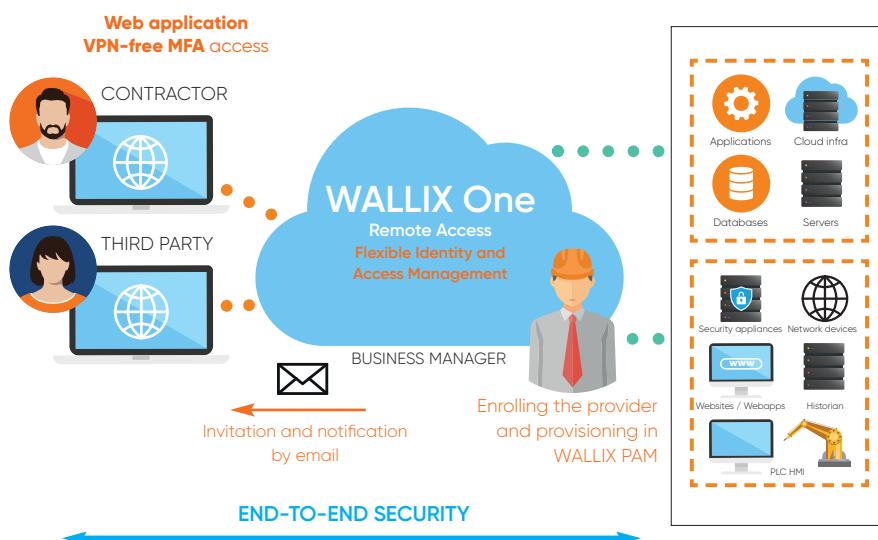 Web application
VPN-free MFA access
CONTRACTOR
THIRD PARTY
WALLIX One
Remote Access
Flexible Identity and
Access Management
BUSINESS MANAGER
Enrolling the provider
and provisioning in
WALLIX PAM
Invitation and notification
by email
END-TO-END SECURITY
Applications
Cloud infra
Databases
Servers
Security appliances
Network devices
WWW
Websites / Webapps
Historian
PLC HMI